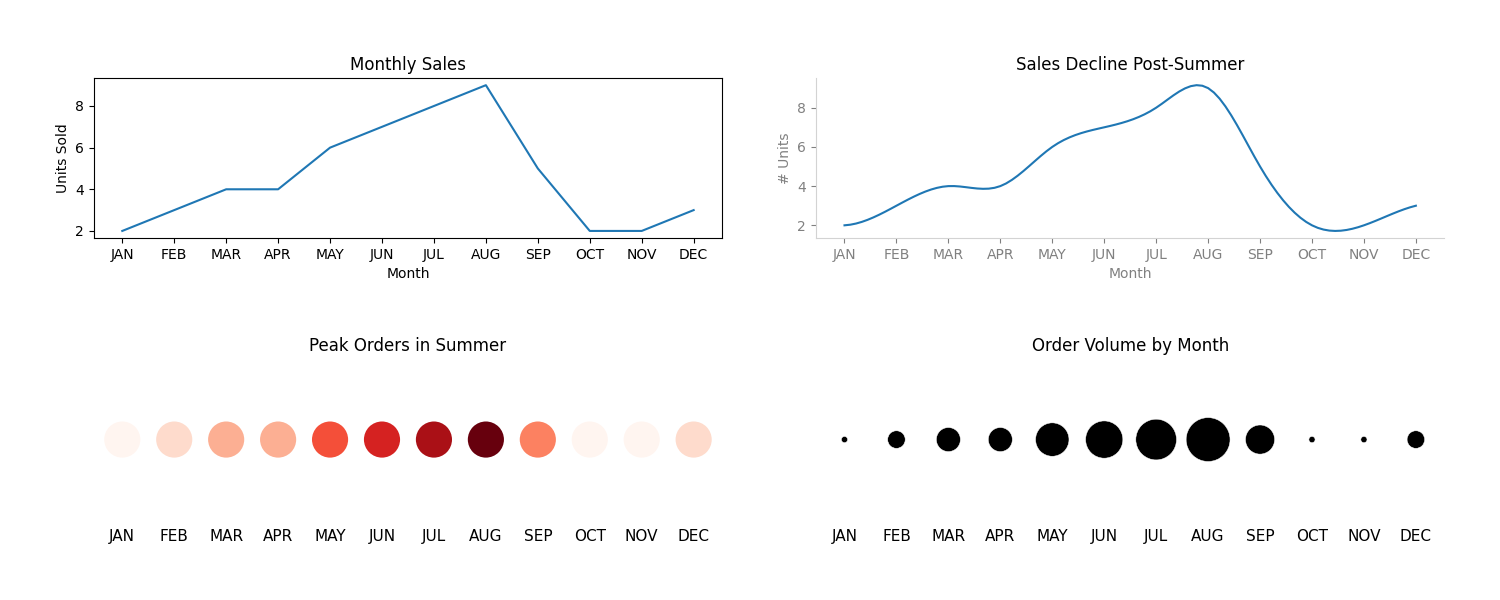 Monthly Sales
Units Sold
8
6
4
2
JAN FEB MAR APR MAY JUN JUL AUG SEP OCT NOV DEC
Month
Sales Decline Post-Summer
# Units
8
6
4
2
JAN FEB MAR APR MAY JUN JUL AUG SEP OCT NOV DEC
Month
Peak Orders in Summer
JAN FEB MAR APR MAY JUN JUL AUG SEP OCT NOV DEC
Order Volume by Month
JAN FEB MAR APR MAY JUN JUL AUG SEP OCT NOV DEC